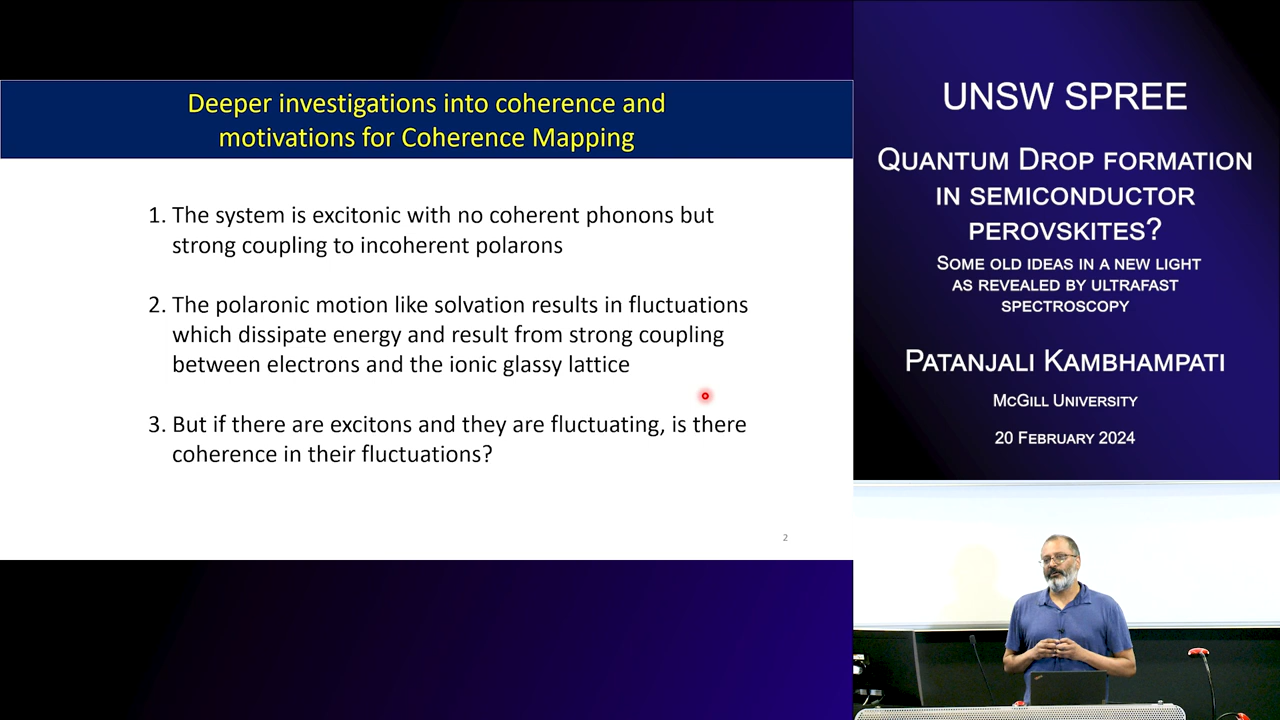 Deeper investigations into coherence and
motivations for Coherence Mapping
1. The system is excitonic with no coherent phonons but
strong coupling to incoherent polarons
2. The polaronic motion like solvation results in fluctuations
which dissipate energy and result from strong coupling
between electrons and the ionic glassy lattice
3. But if there are excitons and they are fluctuating, is there
coherence in their fluctuations?
2
UNSW SPREE
QUANTUM DROP FORMATION
IN SEMICONDUCTOR
PEROVSKITES?
SOME OLD IDEAS IN A NEW LIGHT
AS REVEALED BY ULTRAFAST
SPECTROSCOPY
PATANJALI KAMBHAMPATI
MCGILL UNIVERSITY
20 FEBRUARY 2024